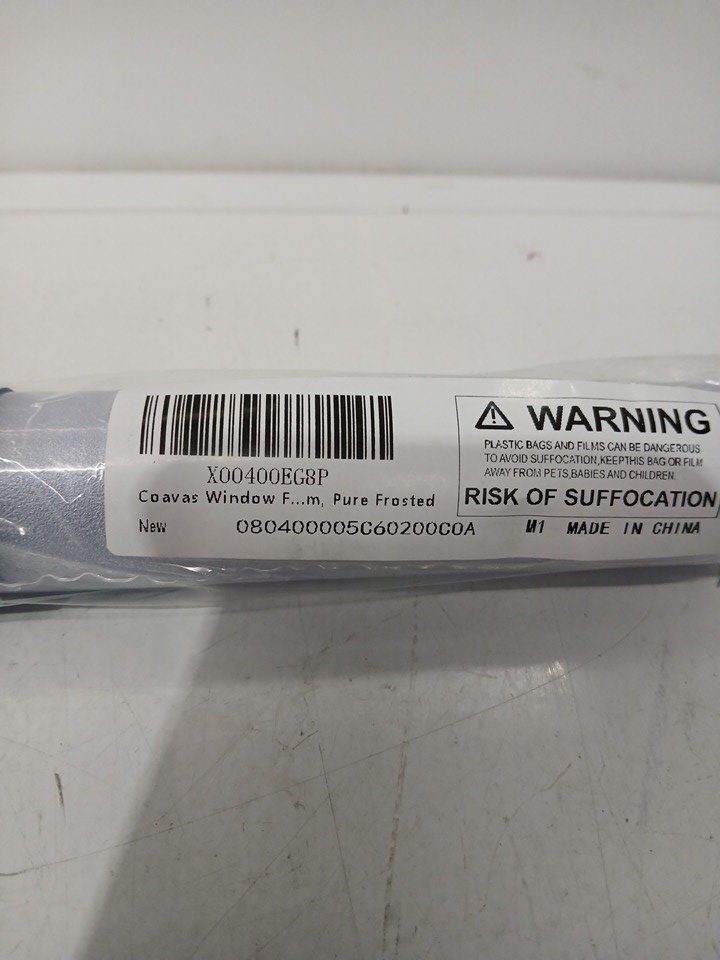 X00400EG8P
Coavas Window F...m, Pure Frosted
New 080400005C60200C0A
WARNING
PLASTIC BAGS AND FILMS CAN BE DANGEROUS
TO AVOID SUFFOCATION,KEEPTHIS BAG OR FILM
AWAY FROM PETS,BABIES AND CHILDREN.
RISK OF SUFFOCATION
И1 MADE IN CHINA